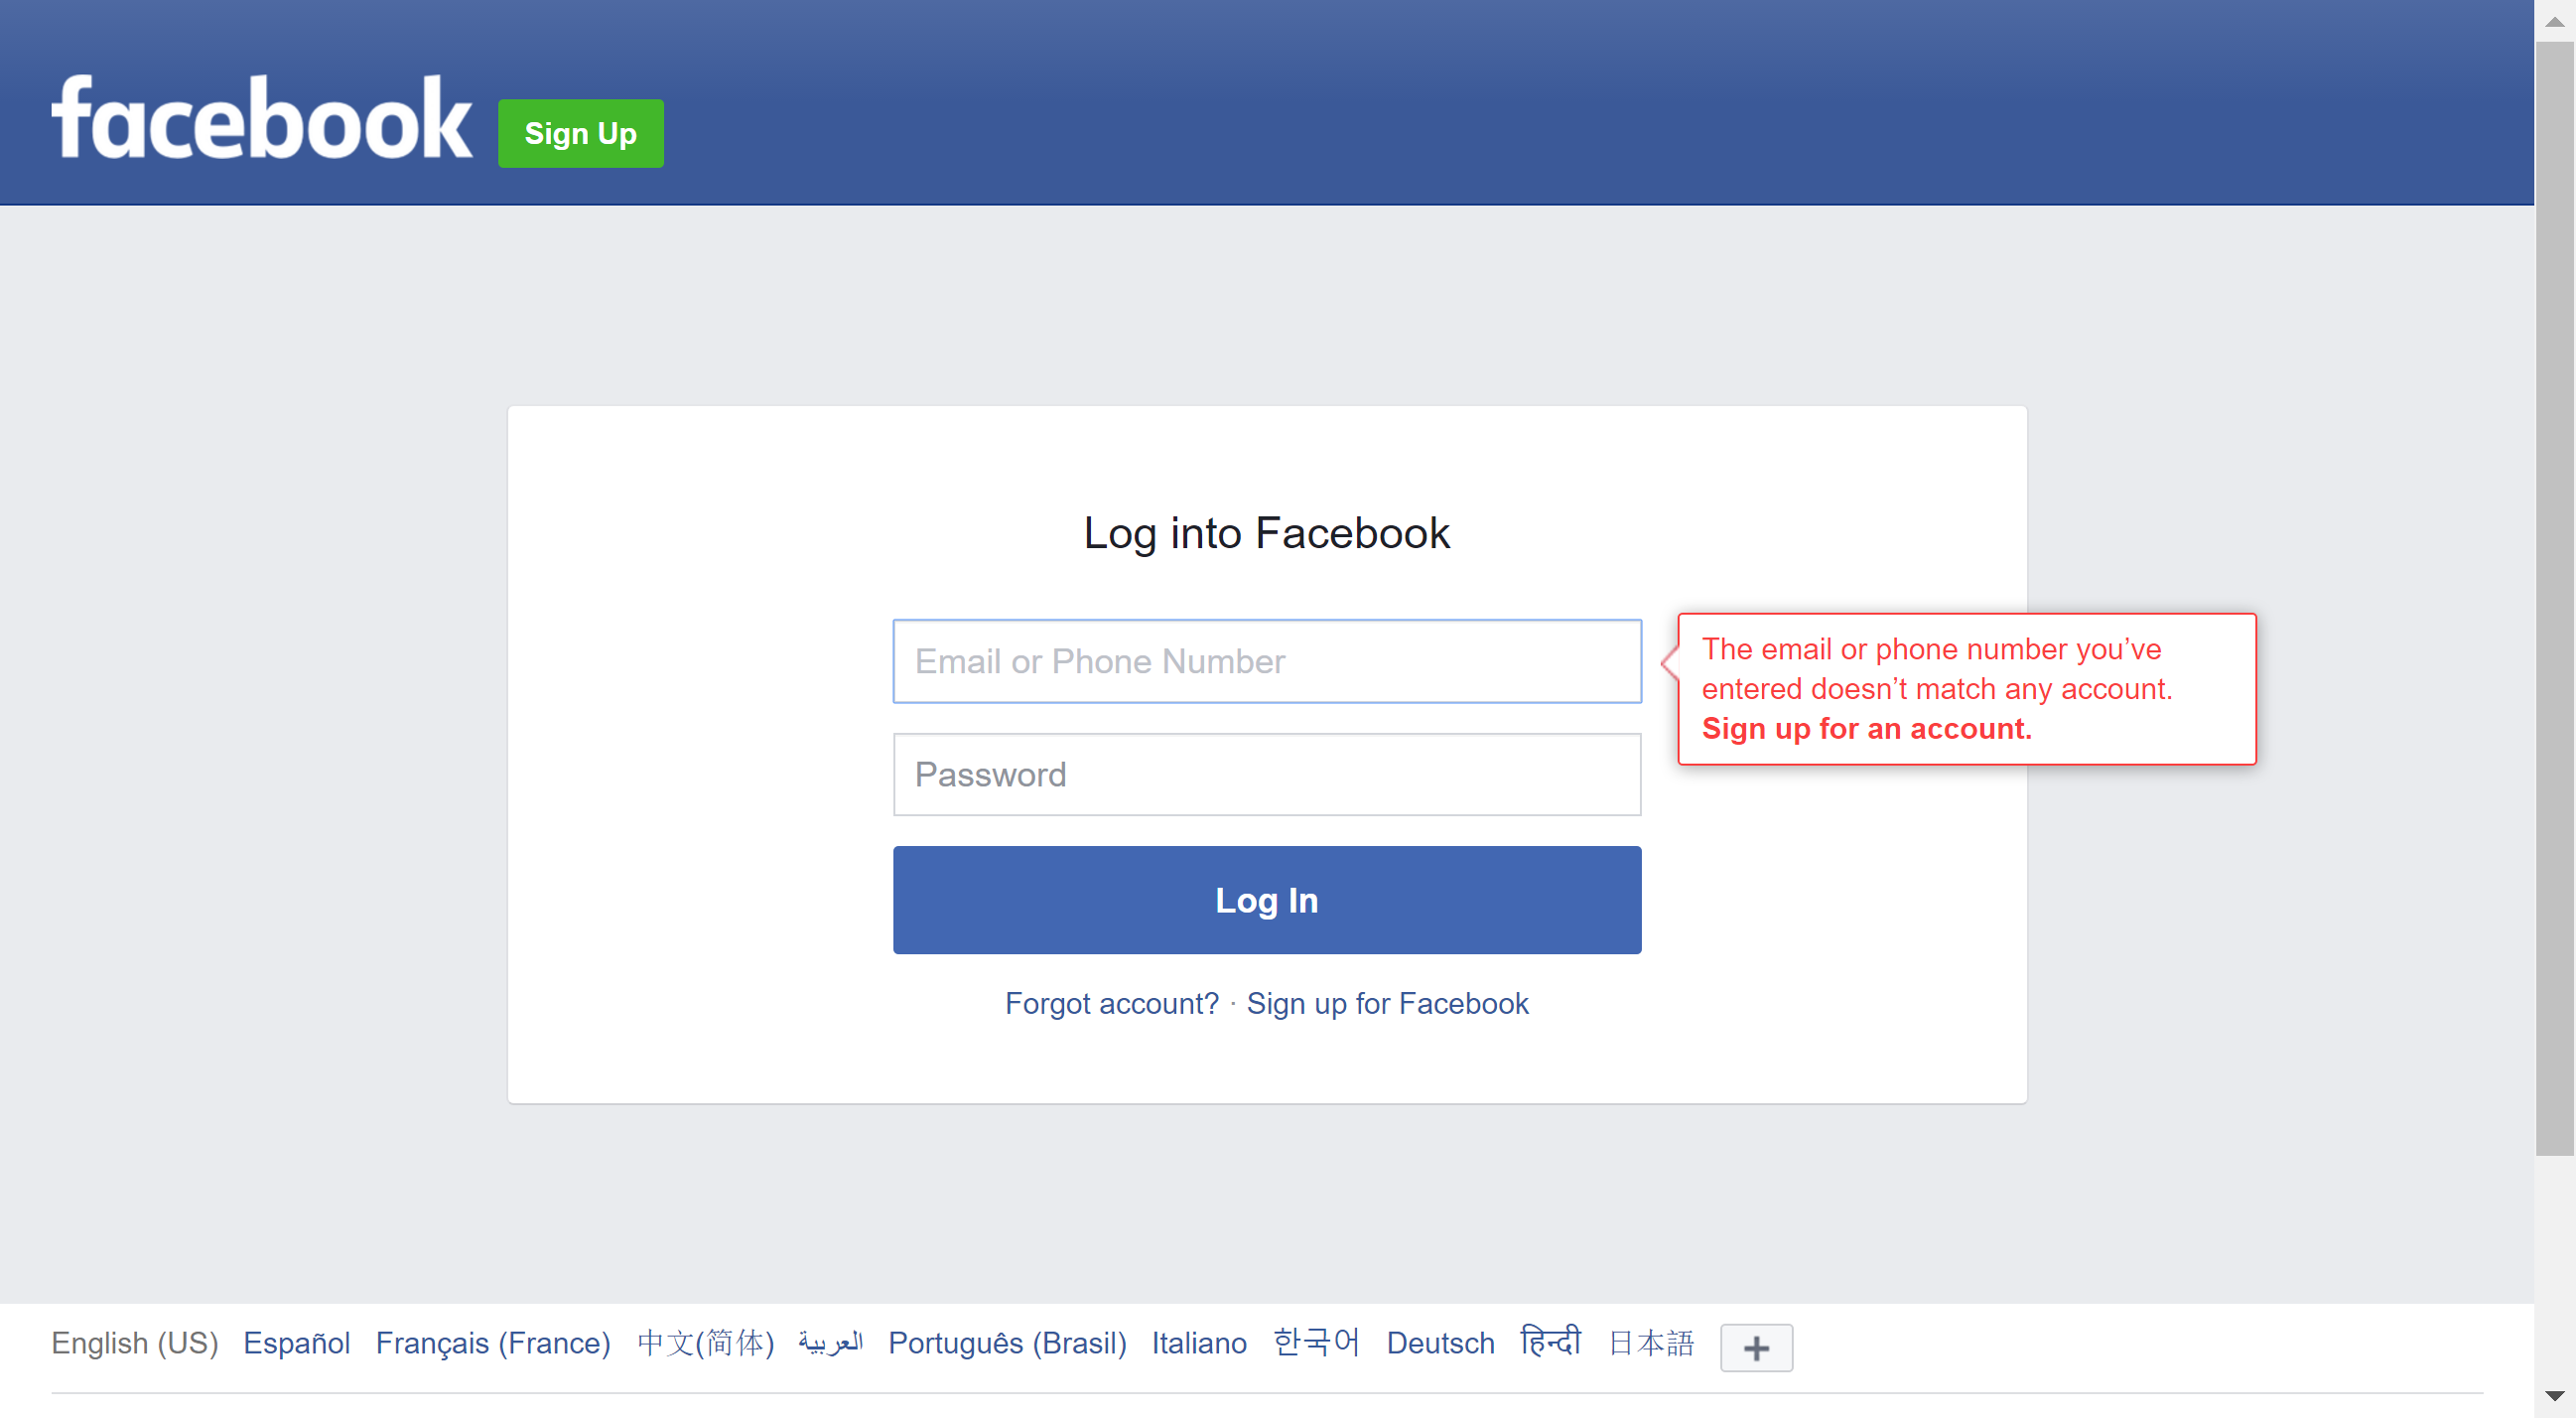 facebook
Sign Up
Log into Facebook
Email or Phone Number
The email or phone number you’ve
entered doesn’t match any account.
Sign up for an account.
Password
Log In
Forgot account? · Sign up for Facebook
English (US) Español Français (France) 中文(简体) العربية Português (Brasil) Italiano 한국어 Deutsch हिन्दी 日本語